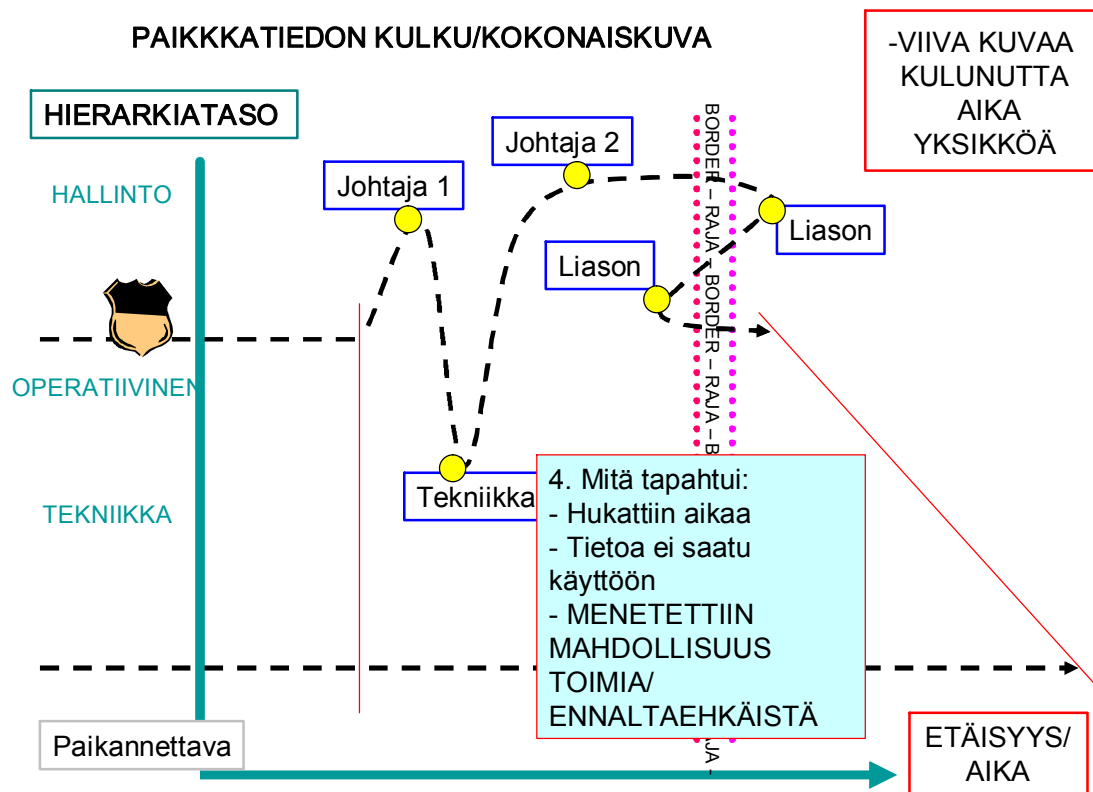 PAIKKKATIEDON KULKU/KOKONAISKUVA
-VIIVA KUVAA
KULUNUTTA
AIKA
YKSIKKÖÄ
HIERARKIATASO
HALLINTO
Johtaja 1
Johtaja 2
Liason
Liason
BORDER – RAJA – BORDER – RAJA – B
AJA -
OPERATIIVINEN
TEKNIIKKA
Tekniikka
4. Mitä tapahtui:
- Hukattiin aikaa
- Tietoa ei saatu
käyttöön
- MENETETTIIN
MAHDOLLISUUS
TOIMIA/
ENNALTAEHKÄISTÄ
Paikannettava
ETÄISYYS/
AIKA